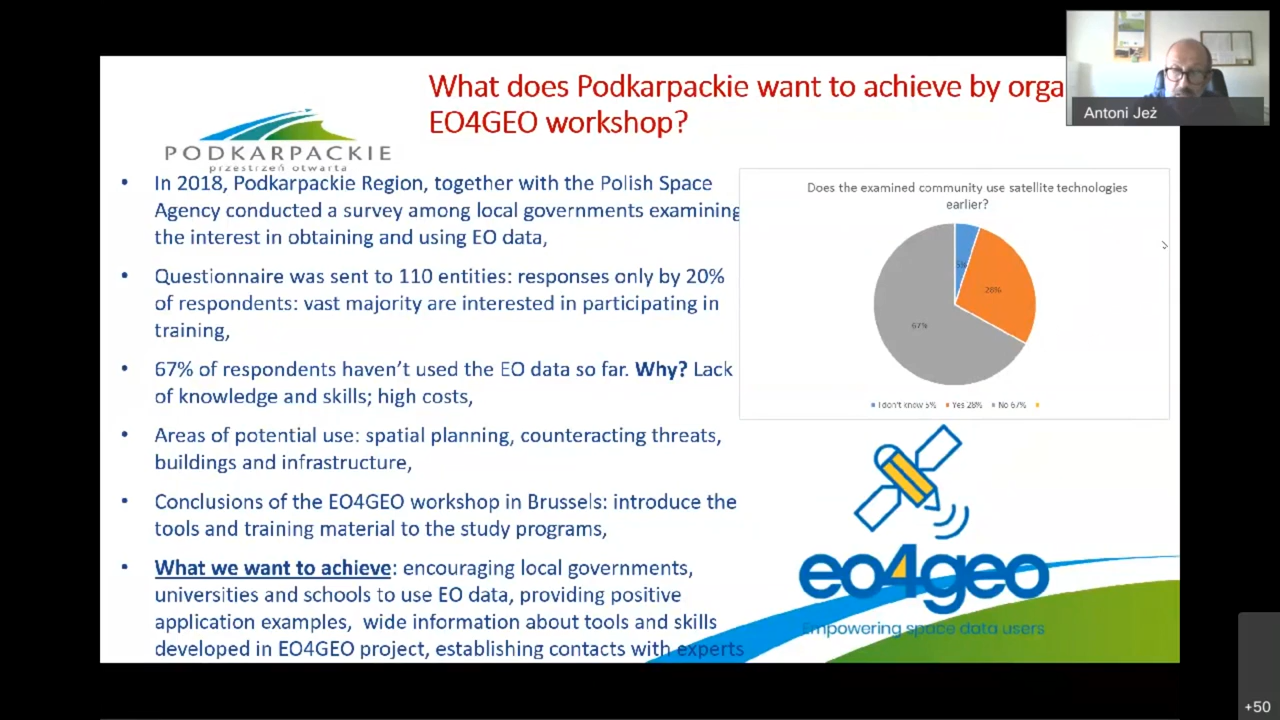 What does Podkarpackie want to achieve by orga
EO4GEO workshop?
Antoni Jeż
PODKARPACKIE
przestrzeń otwarta
• In 2018, Podkarpackie Region, together with the Polish Space
Agency conducted a survey among local governments examining
the interest in obtaining and using EO data,
• Questionnaire was sent to 110 entities: responses only by 20%
of respondents: vast majority are interested in participating in
training,
• 67% of respondents haven't used the EO data so far. Why? Lack
of knowledge and skills; high costs,
• Areas of potential use: spatial planning, counteracting threats,
buildings and infrastructure,
• Conclusions of the EO4GEO workshop in Brussels: introduce the
tools and training material to the study programs,
• What we want to achieve: encouraging local governments,
universities and schools to use EO data, providing positive
application examples, wide information about tools and skills
developed in EO4GEO project, establishing contacts with experts
Does the examined community use satellite technologies
earlier?
5%
28%
67%
I don't know 5% Yes 28% No 67%
eo4geo
Empowering space data users
+50